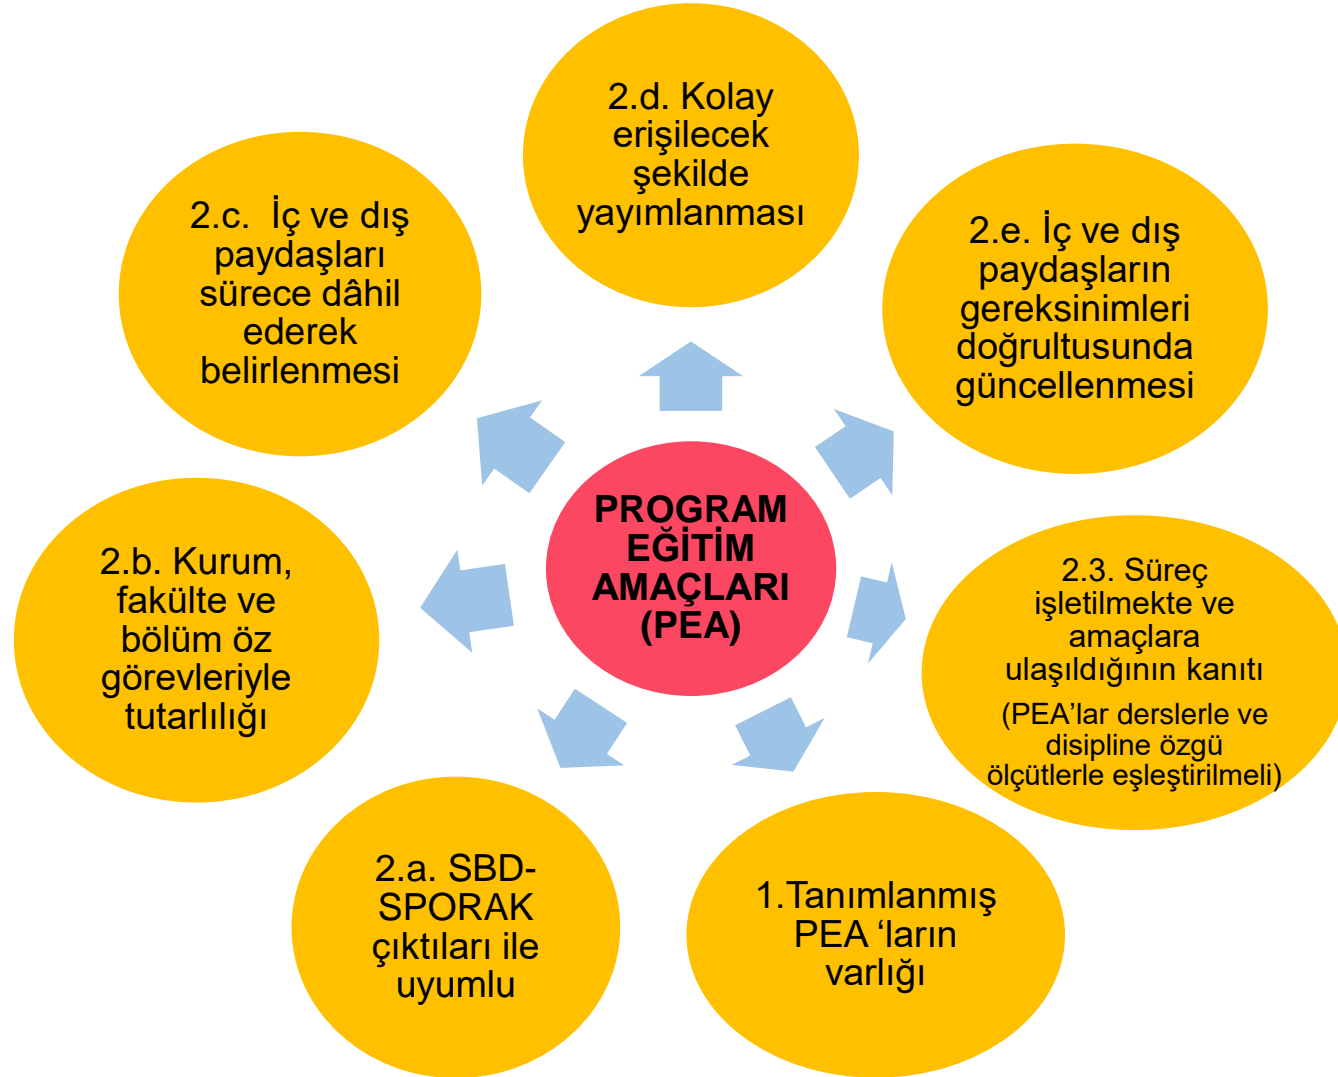 2.d. Kolay
erişilecek
şekilde
yayımlanması
2.c.  İç ve dış
paydaşları
sürece dâhil
ederek
belirlenmesi
2.e. İç ve dış
paydaşların
gereksinimleri
doğrultusunda
güncellenmesi
PROGRAM
EĞİTİM
AMAÇLARI
(PEA)
2.b. Kurum,
fakülte ve
bölüm öz
görevleriyle
tutarlılığı
2.3. Süreç
işletilmekte ve
amaçlara
ulaşıldığının kanıtı
(PEA’lar derslerle ve
disipline özgü
ölçütlerle eşleştirilmeli)
2.a. SBD-
SPORAK
çıktıları ile
uyumlu
1.Tanımlanmış
PEA ‘ların
varlığı